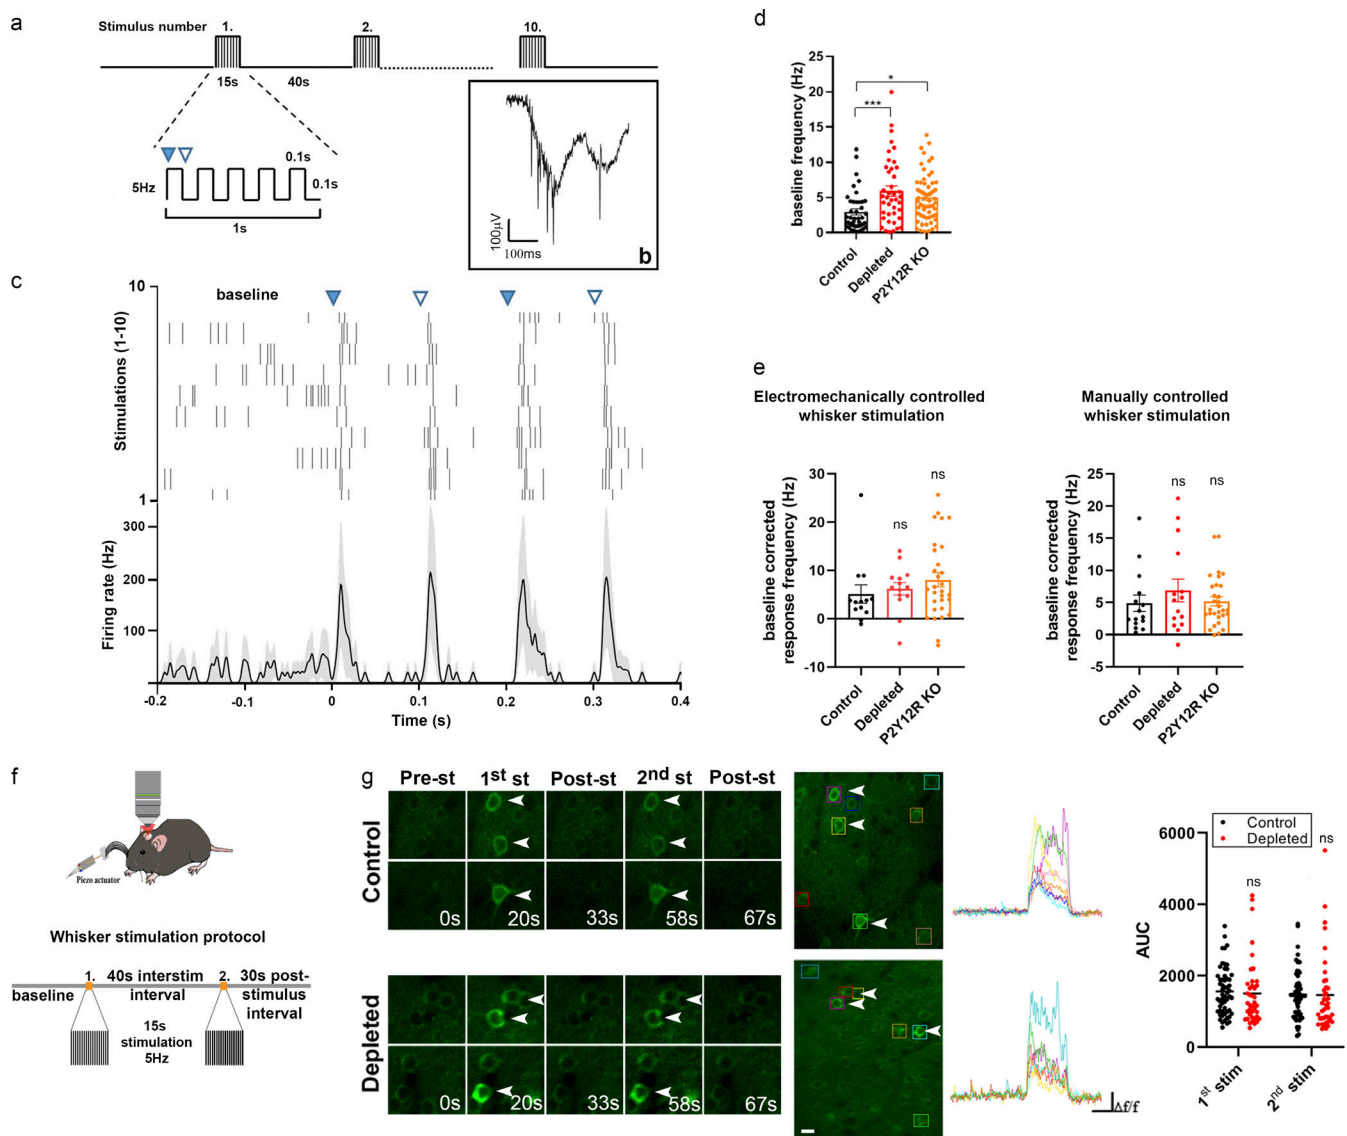 a
Stimulus number 1. 2. 10.
15s 40s
0.1s
5Hz 0.1s
1s
100µV
100ms
b
c
10 baseline
Stimulations (1-10)
1
300
200
100
Firing rate (Hz)
-0.2 -0.1 0 0.1 0.2 0.3 0.4
Time (s)
d
25
20
15
10
5
0
baseline frequency (Hz)
*
***
Control Depleted P2Y12R KO
e
Electromechanically controlled
whisker stimulation
30
20
10
0
-10
baseline corrected
response frequency (Hz)
ns
ns
Control Depleted P2Y12R KO
Manually controlled
whisker stimulation
25
20
15
10
5
0
-5
baseline corrected
response frequency (Hz)
ns ns
Control Depleted P2Y12R KO
f
Piezo actuator
Whisker stimulation protocol
1. 40s interstim 2. 30s post-
baseline interval stimulus
interval
15s
stimulation
5Hz
g
Pre-st 1st st Post-st 2nd st Post-st
Control
0s 20s 33s 58s 67s
Depleted
0s 20s 33s 58s 67s
Δf/f
6000
4000
2000
0
AUC
Control
Depleted
ns
ns
1st stim 2nd stim